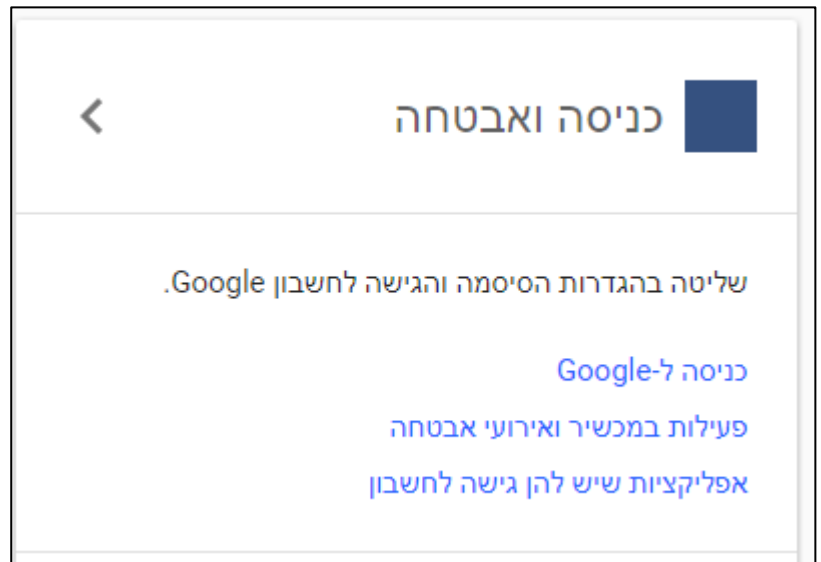 כניסה ואבטחה
שליטה בהגדרות הסיסמה והגישה לחשבון Google.
כניסה ל-Google
פעילות במכשיר ואירועי אבטחה
אפליקציות שיש להן גישה לחשבון